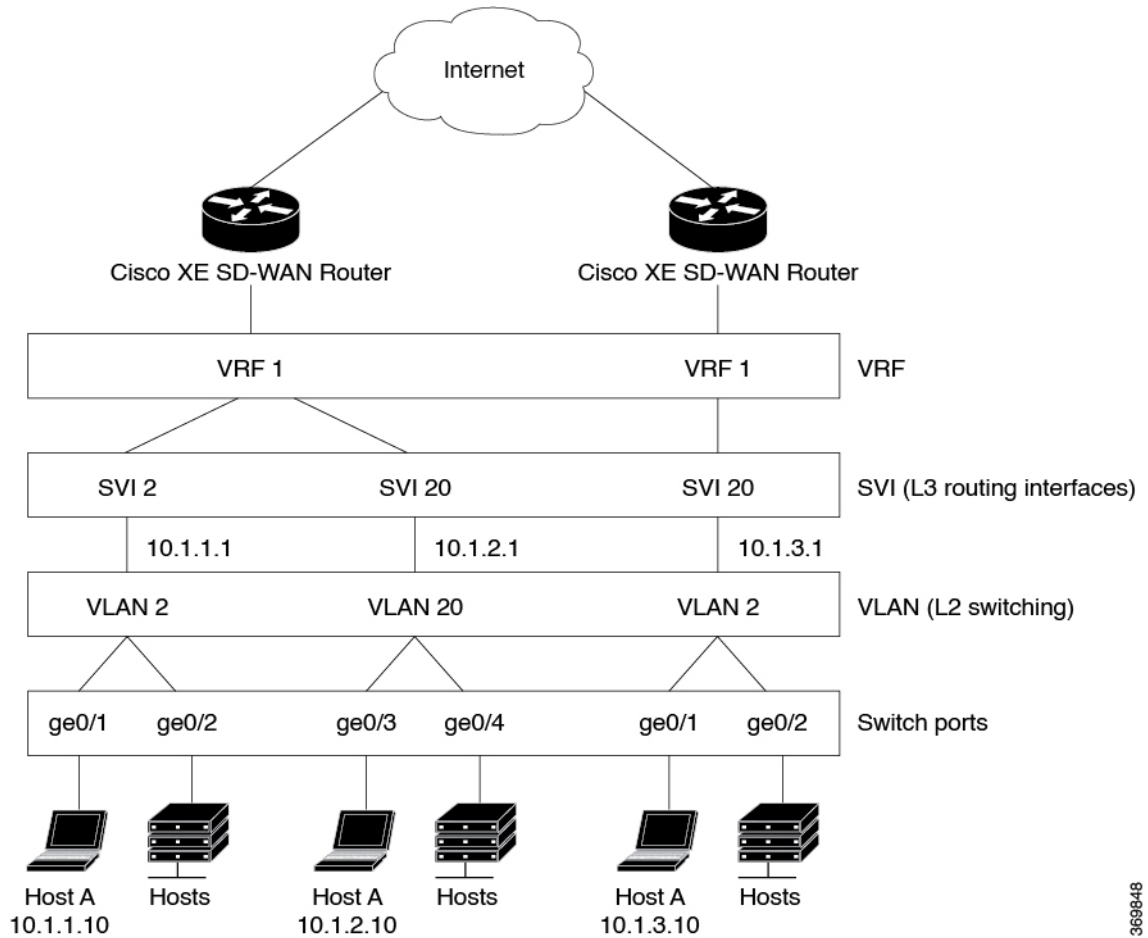 Internet
Cisco XE SD-WAN Router
Cisco XE SD-WAN Router
VRF 1
VRF 1
VRF
SVI 2
SVI 20
SVI 20
SVI (L3 routing interfaces)
10.1.1.1
10.1.2.1
10.1.3.1
VLAN 2
VLAN 20
VLAN 2
VLAN (L2 switching)
ge0/1
ge0/2
ge0/3
ge0/4
ge0/1
ge0/2
Switch ports
Host A
10.1.1.10
Hosts
Host A
10.1.2.10
Hosts
Host A
10.1.3.10
Hosts
369848